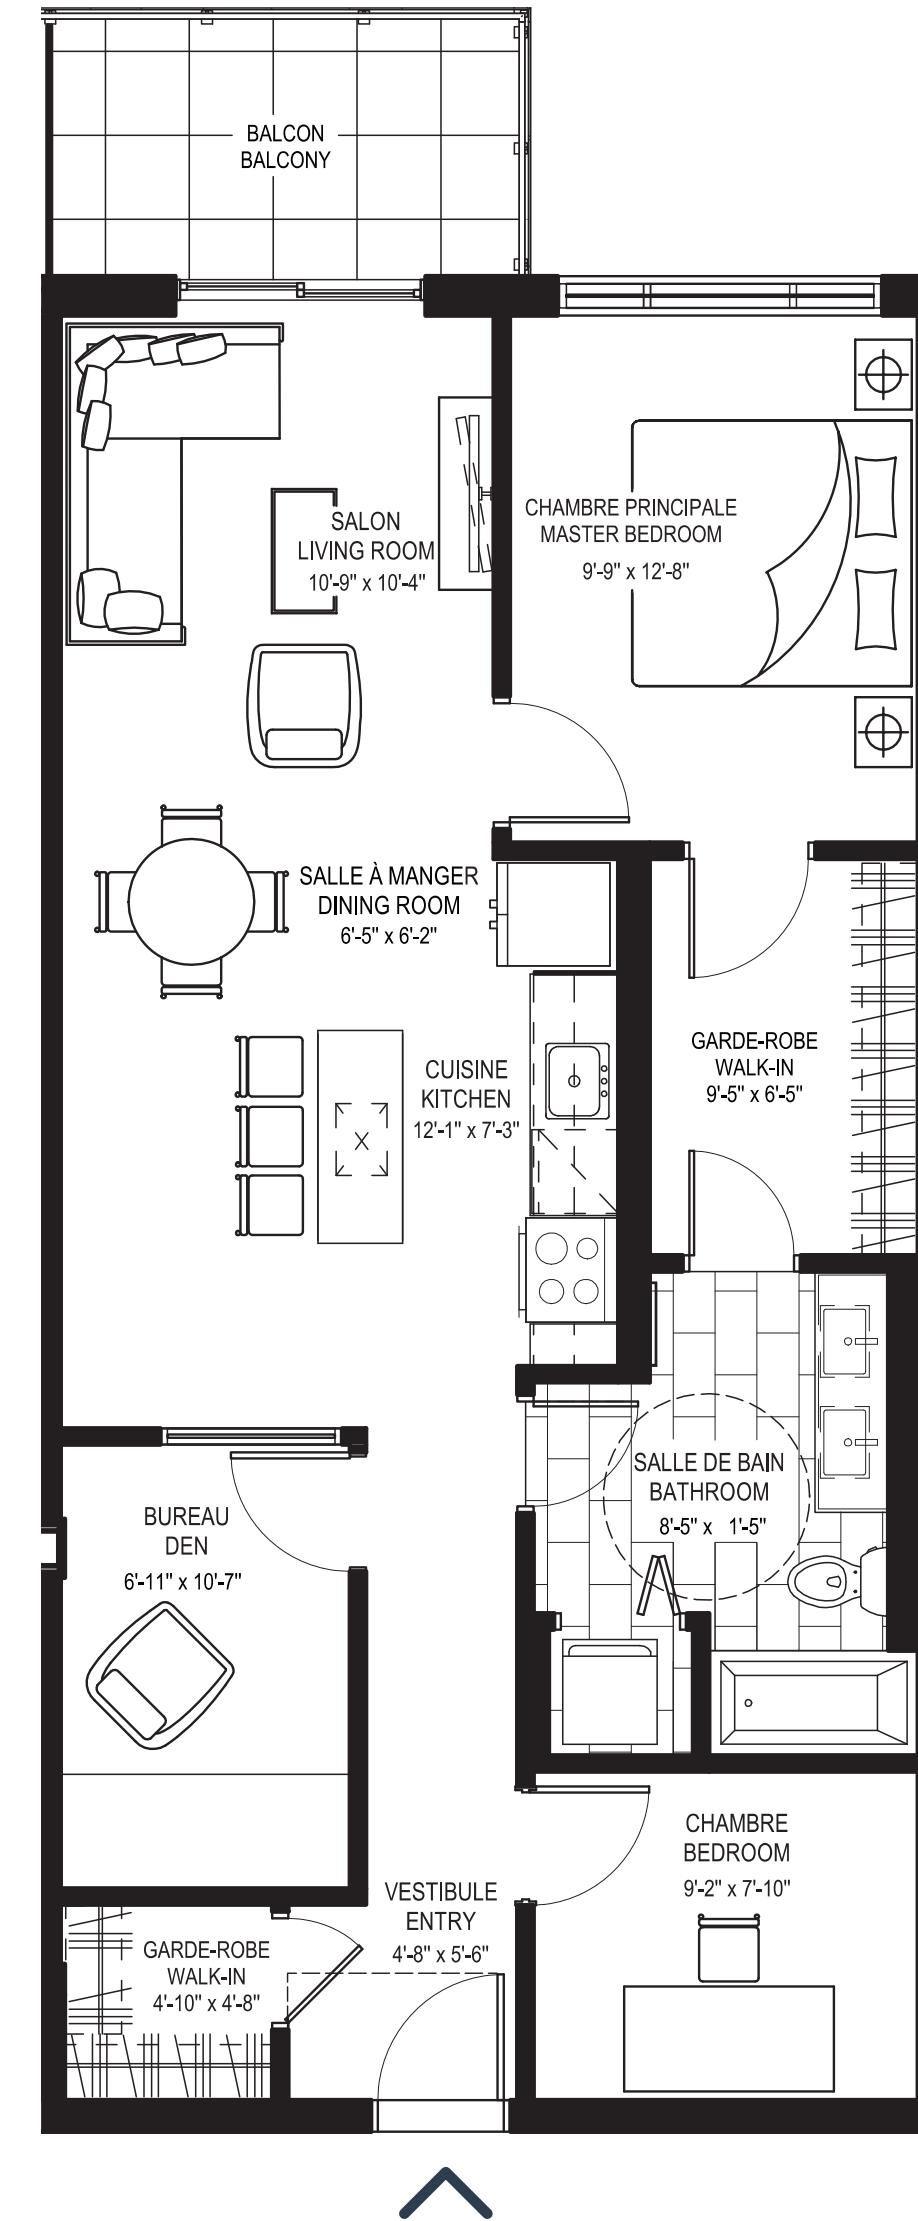 BALCON
BALCONY
SALON
LIVING ROOM
10'-9" x 10'-4"
CHAMBRE PRINCIPALE
MASTER BEDROOM
9'-9" x 12'-8"
SALLE À MANGER
DINING ROOM
6'-5" x 6'-2"
CUISINE
KITCHEN
12'-1" x 7'-3"
GARDE-ROBE
WALK-IN
9'-5" x 6'-5"
SALLE DE BAIN
BATHROOM
8'-5" x 1'-5"
BUREAU
DEN
6'-11" x 10'-7"
CHAMBRE
BEDROOM
9'-2" x 7'-10"
VESTIBULE
ENTRY
4'-8" x 5'-6"
GARDE-ROBE
WALK-IN
4'-10" x 4'-8"